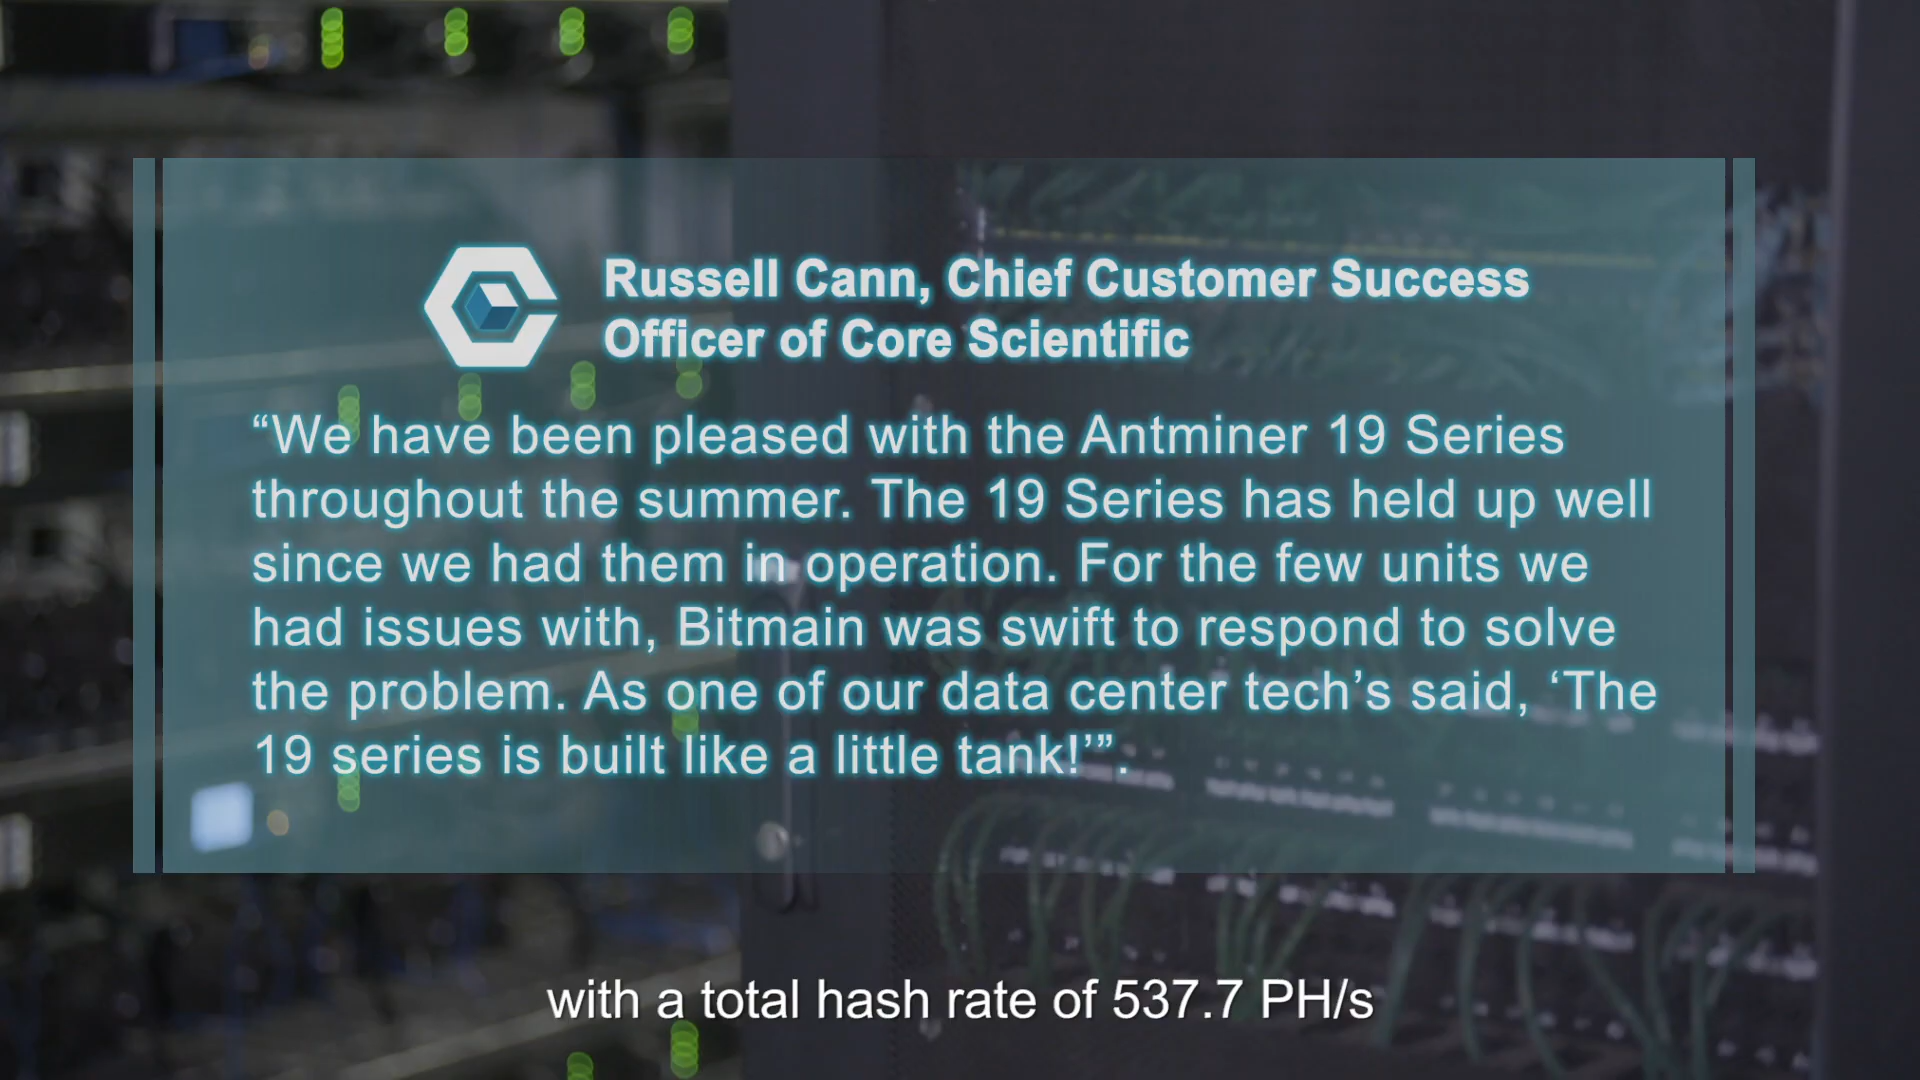 Russell Cann, Chief Customer Success
Officer of Core Scientific
“We have been pleased with the Antminer 19 Series
throughout the summer. The 19 Series has held up well
since we had them in operation. For the few units we
had issues with, Bitmain was swift to respond to solve
the problem. As one of our data center tech’s said, ‘The
19 series is built like a little tank!’”.
with a total hash rate of 537.7 PH/s